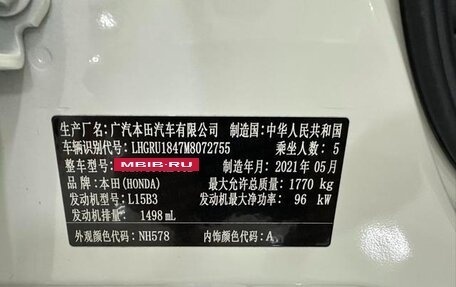 生产厂名:广汽本田汽车有限公司 制造国:中华人民共和国
车辆识别代号:LHGRU1847M8072755 乘坐人数:5
整车型号: MBIB.RU 制造年月:2021年05月
品牌:本田(HONDA) 最大允许总质量:1770 kg
发动机型号:L15B3 发动机最大净功率:96 kW
发动机排量:1498 mL
外观颜色代码:NH578 内饰颜色代码:A